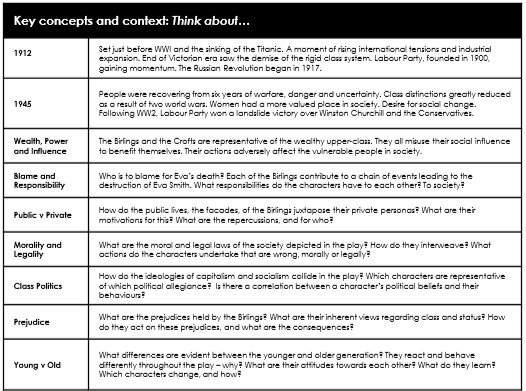 Key concepts and context: Think about…
1912
Set just before WWI and the sinking of the Titanic. A moment of rising international tensions and industrial
expansion. End of Victorian era saw the demise of the rigid class system. Labour Party, founded in 1900,
gaining momentum. The Russian Revolution began in 1917.
1945
People were recovering from six years of warfare, danger and uncertainty. Class distinctions greatly reduced
as a result of two world wars. Women had a more valued place in society. Desire for social change.
Following WW2, Labour Party won a landslide victory over Winston Churchill and the Conservatives.
Wealth, Power
and Influence
The Birlings and the Crofts are representative of the wealthy upper-class. They all misuse their social influence
to benefit themselves. Their actions adversely affect the vulnerable people in society.
Blame and
Responsibility
Who is to blame for Eva's death? Each of the Birlings contribute to a chain of events leading to the
destruction of Eva Smith. What responsibilities do the characters have to each other? To society?
Public v Private
How do the public lives, the facades, of the Birlings juxtapose their private personas? What are their
motivations for this? What are the repercussions, and for who?
Morality and
Legality
What are the moral and legal laws of the society depicted in the play? How do they interweave? What
actions do the characters undertake that are wrong, morally or legally?
Class Politics
How do the ideologies of capitalism and socialism collide in the play? Which characters are representative
of which political allegiance? Is there a correlation between a character's political beliefs and their
behaviours?
Prejudice
What are the prejudices held by the Birlings? What are their inherent views regarding class and status? How
do they act on these prejudices, and what are the consequences?
Young v Old
What differences are evident between the younger and older generation? They react and behave
differently throughout the play – why? What are their attitudes towards each other? What do they learn?
Which characters change, and how?